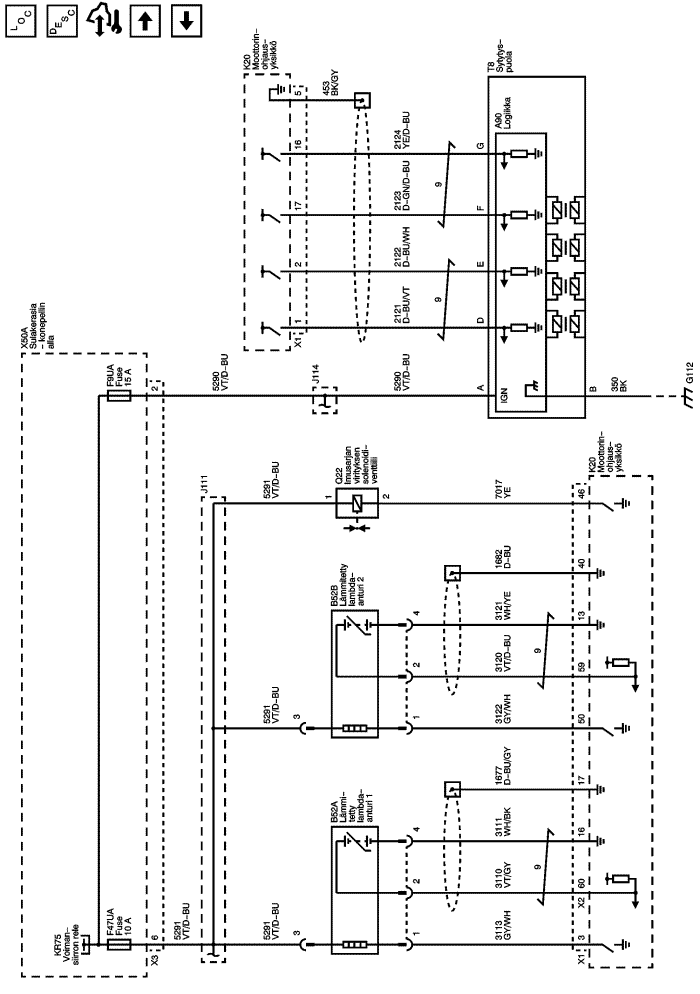 LOC
DESC
K20
Moottorin-
ohjaus-
yksikkö
5
453
BK/GY
16
2124
YE/D-BU
G
17
2123
D-GN/D-BU
F
9
2
2122
D-BU/WH
E
1
2121
D-BU/VT
D
9
X1
T8
Sytytys-
puola
A90
Logiikka
IGN
A
B
350
BK
G112
X50A
Sulakerasia
- konepellin
alla
F9UA
Fuse
15 A
2
5290
VT/D-BU
J114
5290
VT/D-BU
KR75
Voiman-
siirron rele
F47UA
Fuse
10 A
6
X3
5291
VT/D-BU
J111
5291
VT/D-BU
1
Q22
Imusarjan
virityksen
solenoidi-
venttiili
2
7017
YE
46
K20
Moottorin-
ohjaus-
yksikkö
5291
VT/D-BU
3
B52B
Lämmitetty
lambda-
anturi 2
4
2
1
1682
D-BU
40
3121
WH/YE
13
3120
VT/D-BU
59
9
3122
GY/WH
50
5291
VT/D-BU
3
B52A
Lämmi-
tetty
lambda-
anturi 1
4
2
1
1677
D-BU/GY
17
3111
WH/BK
16
3110
VT/GY
60
X2
9
3113
GY/WH
3
X1